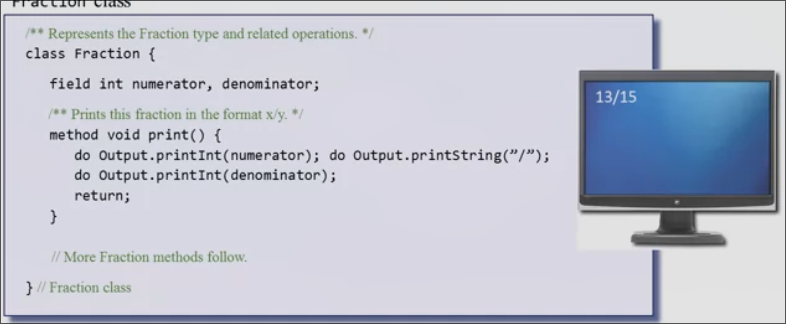 Fraction class
/** Represents the Fraction type and related operations. */
class Fraction {
field int numerator, denominator;
/** Prints this fraction in the format x/y. */
method void print() {
do Output.printInt(numerator); do Output.printString(”/”);
do Output.printInt(denominator);
return;
}
// More Fraction methods follow.
} // Fraction class
13/15